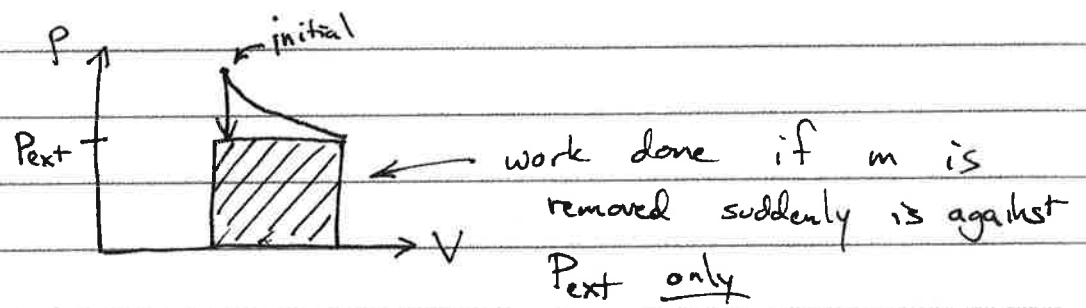 P
initial
Pext
work done if m is
removed suddenly is against
Pext only
V